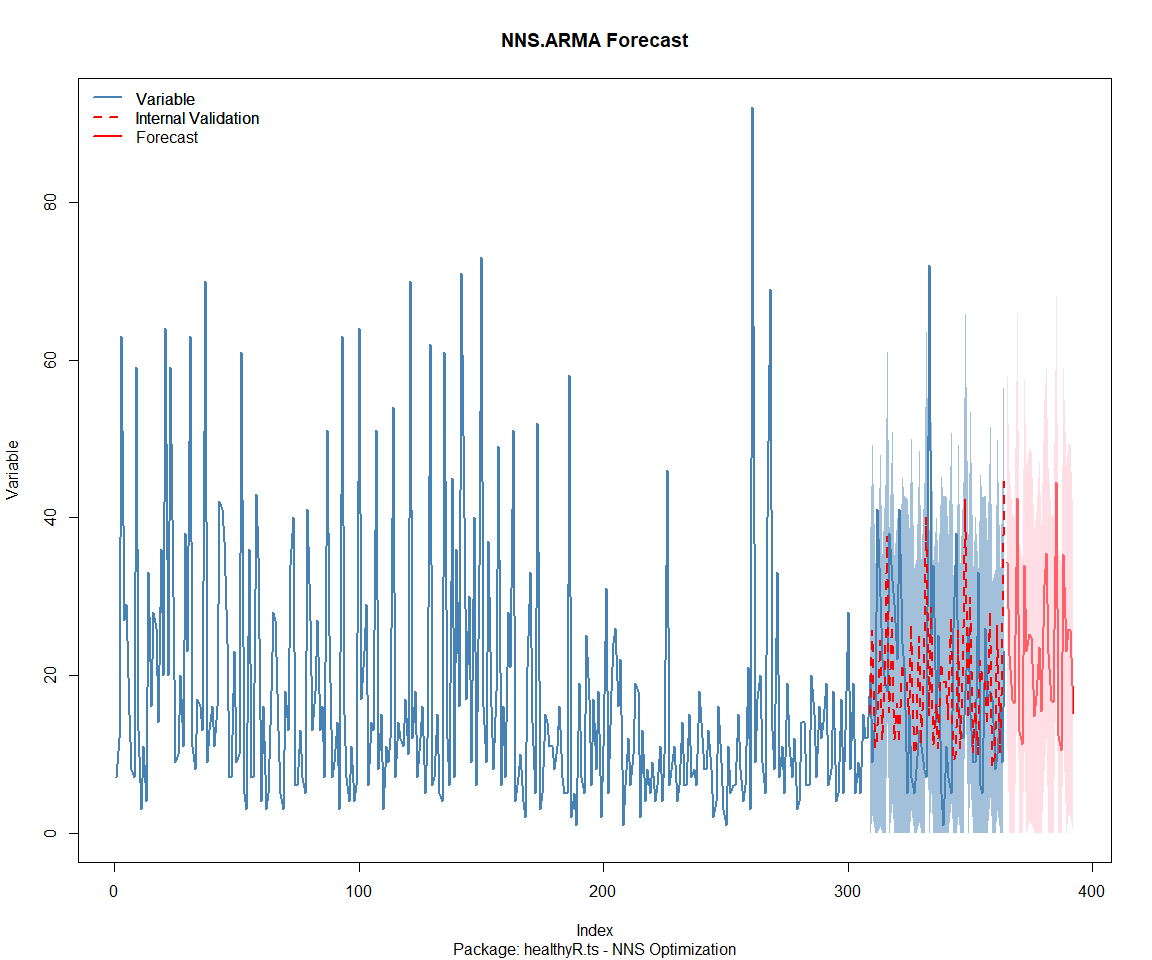 NNS.ARMA Forecast
Variable
Internal Validation
Forecast
Variable
80
60
40
20
0
0 100 200 300 400
Index
Package: healthyR.ts - NNS Optimization